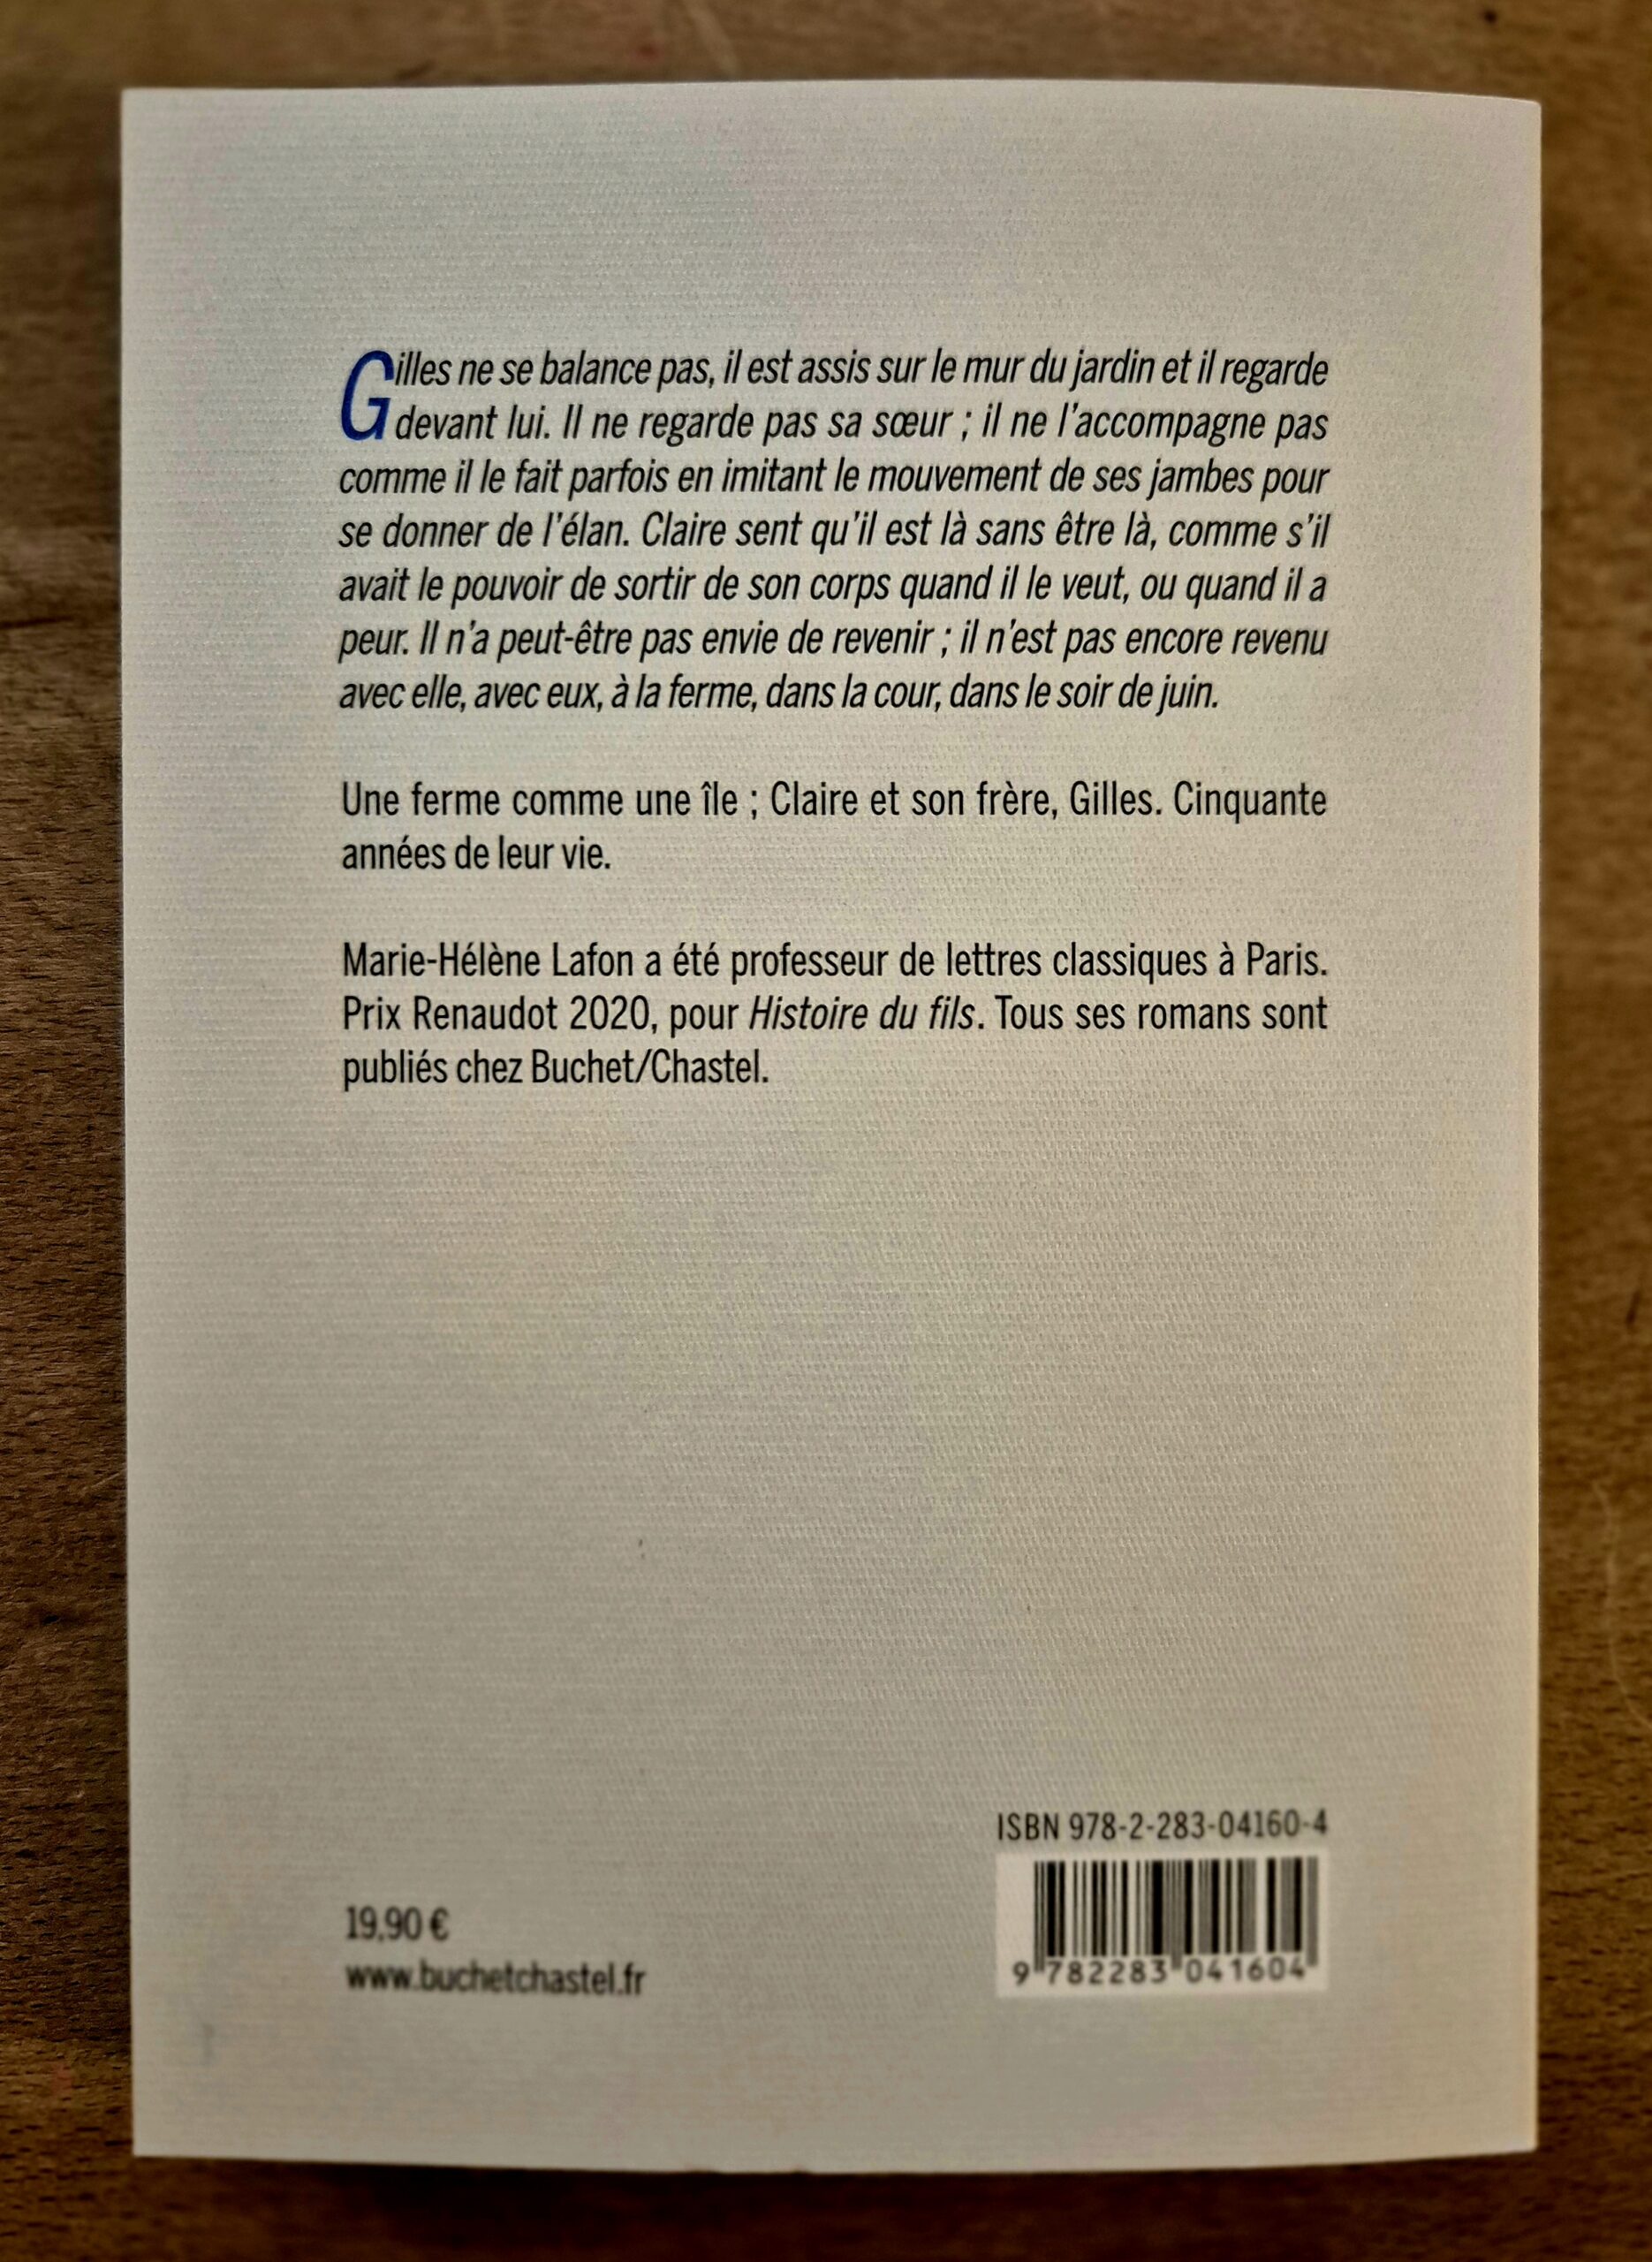 Gilles ne se balance pas, il est assis sur le mur du jardin et il regarde
devant lui. Il ne regarde pas sa sœur ; il ne l'accompagne pas
comme il le fait parfois en imitant le mouvement de ses jambes pour
se donner de l'élan. Claire sent qu'il est là sans être là, comme s'il
avait le pouvoir de sortir de son corps quand il le veut, ou quand il a
peur. Il n'a peut-être pas envie de revenir ; il n'est pas encore revenu
avec elle, avec eux, à la ferme, dans la cour, dans le soir de juin.
Une ferme comme une île ; Claire et son frère, Gilles. Cinquante
années de leur vie.
Marie-Hélène Lafon a été professeur de lettres classiques à Paris.
Prix Renaudot 2020, pour Histoire du fils. Tous ses romans sont
publiés chez Buchet/Chastel.
ISBN 978-2-283-04160-4
9 782283 041604
19,90 €
www.buchetchastel.fr